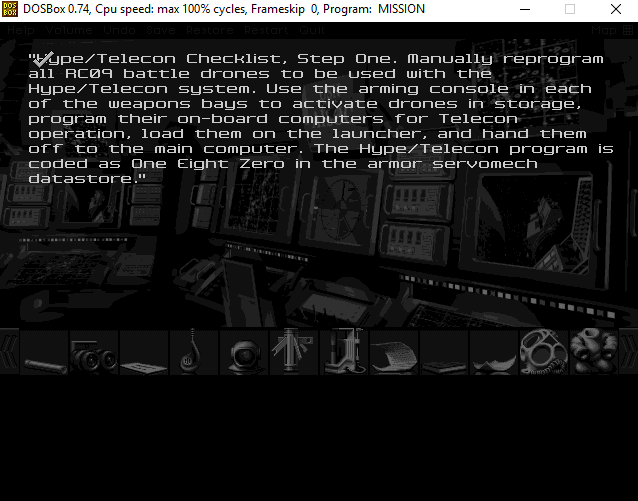 DOSBox 0.74, Cpu speed: max 100% cycles, Frameskip 0, Program: MISSION
DOS BOX
Help Volume Undo Save Restore Restart Quit Map
"Hype/Telecon Checklist, Step One. Manually reprogram
all RC09 battle drones to be used with the
Hype/Telecon system. Use the arming console in each
of the weapons bays to activate drones in storage,
program their on-board computers for Telecon
operation, load them on the launcher, and hand them
off to the main computer. The Hype/Telecon program is
coded as One Eight Zero in the armor servomech
datastore."